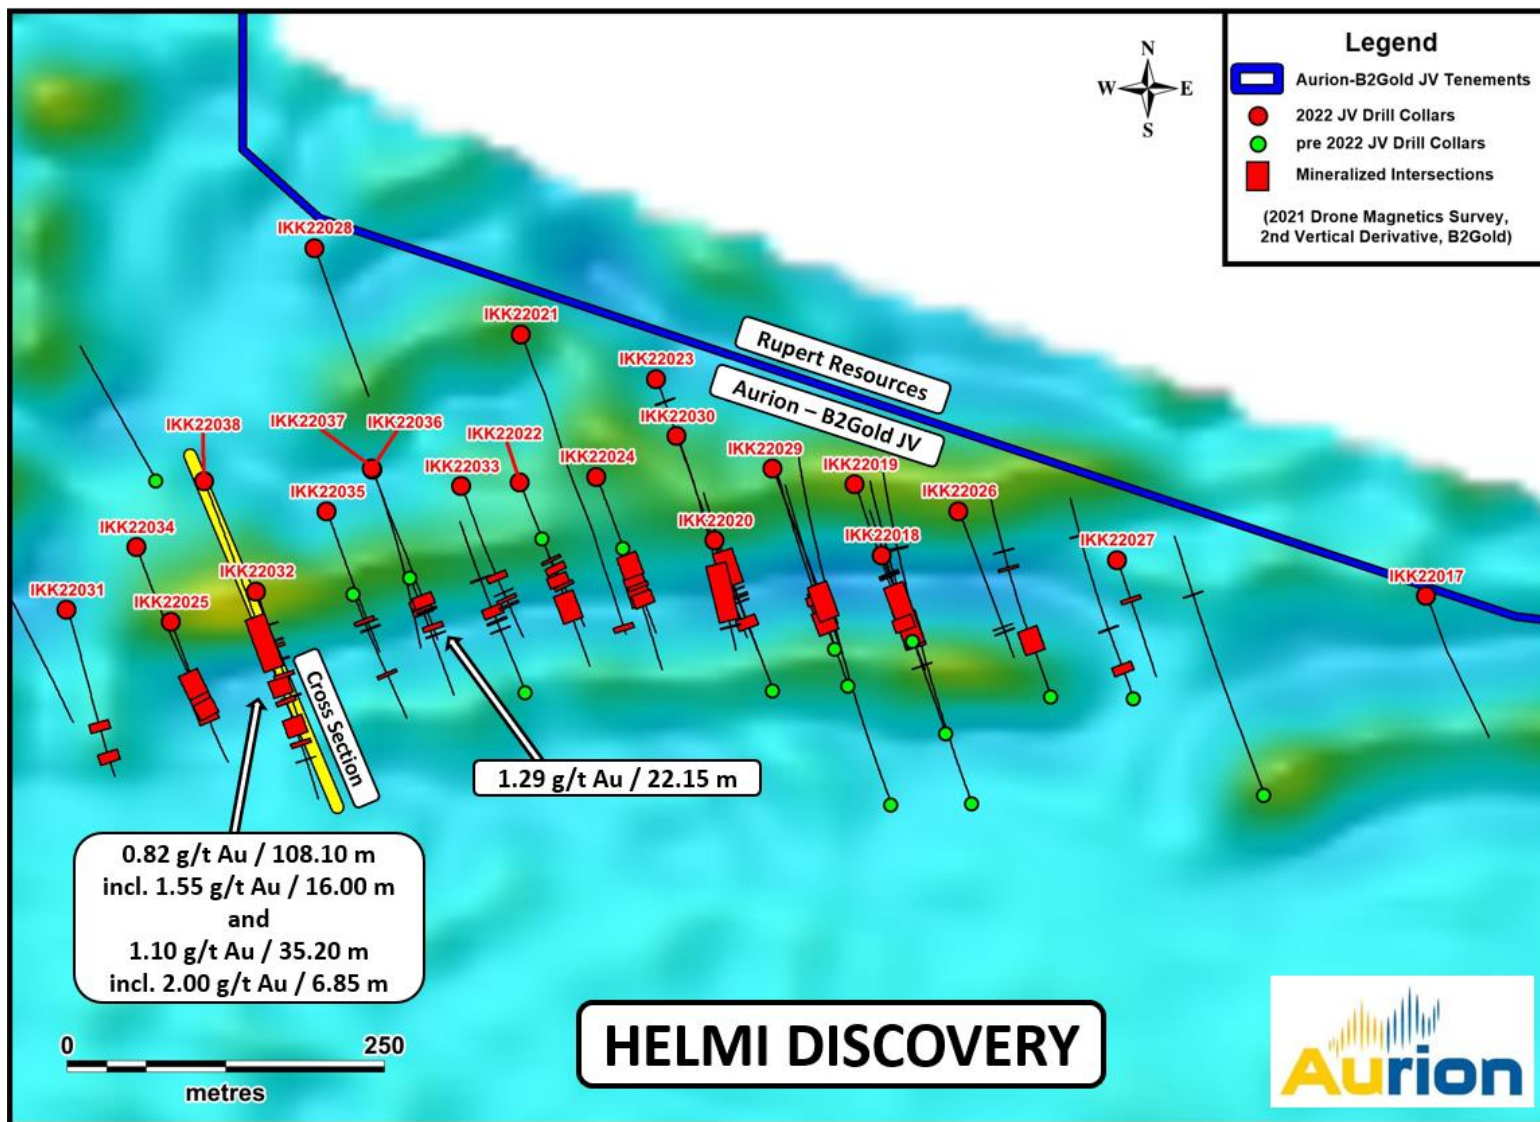 N
W E
S
Legend
Aurion-B2Gold JV Tenements
2022 JV Drill Collars
pre 2022 JV Drill Collars
Mineralized Intersections
(2021 Drone Magnetics Survey,
2nd Vertical Derivative, B2Gold)
IKK22028
IKK22021
Rupert Resources
IKK22023
Aurion – B2Gold JV
IKK22038
IKK22037
IKK22036
IKK22022
IKK22030
IKK22033
IKK22024
IKK22029
IKK22019
IKK22026
IKK22035
IKK22034
IKK22020
IKK22018
IKK22027
IKK22032
IKK22017
IKK22031
IKK22025
Cross Section
1.29 g/t Au / 22.15 m
0.82 g/t Au / 108.10 m
incl. 1.55 g/t Au / 16.00 m
and
1.10 g/t Au / 35.20 m
incl. 2.00 g/t Au / 6.85 m
0 250
metres
HELMI DISCOVERY
Aurion